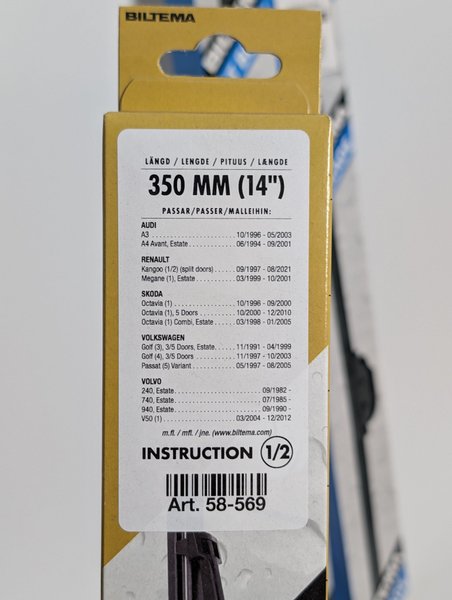 BILTEMA
LÄNGD / LENGDE / PITUUS / LÆNGDE
350 MM (14")
PASSAR/PASSER/MALLEIHIN:
AUDI
A3 10/1996 - 05/2003
A4 Avant, Estate 06/1994 - 09/2001
RENAULT
Kangoo (1/2) (split doors) 09/1997 - 08/2021
Megane (1), Estate 03/1999 - 10/2001
SKODA
Octavia (1) 10/1996 - 09/2000
Octavia (1), 5 Doors 10/2000 - 12/2010
Octavia (1) Combi, Estate 03/1998 - 01/2005
VOLKSWAGEN
Golf (3), 3/5 Doors, Estate 11/1991 - 04/1999
Golf (4), 3/5 Doors 11/1997 - 10/2003
Passat (5) Variant 05/1997 - 08/2005
VOLVO
240, Estate 09/1982 -
740, Estate 07/1985 -
940, Estate 09/1990 -
V50 (1) 03/2004 - 12/2012
m.fl. / mfl. / jne. (www.biltema.com)
INSTRUCTION 1/2
Art. 58-569